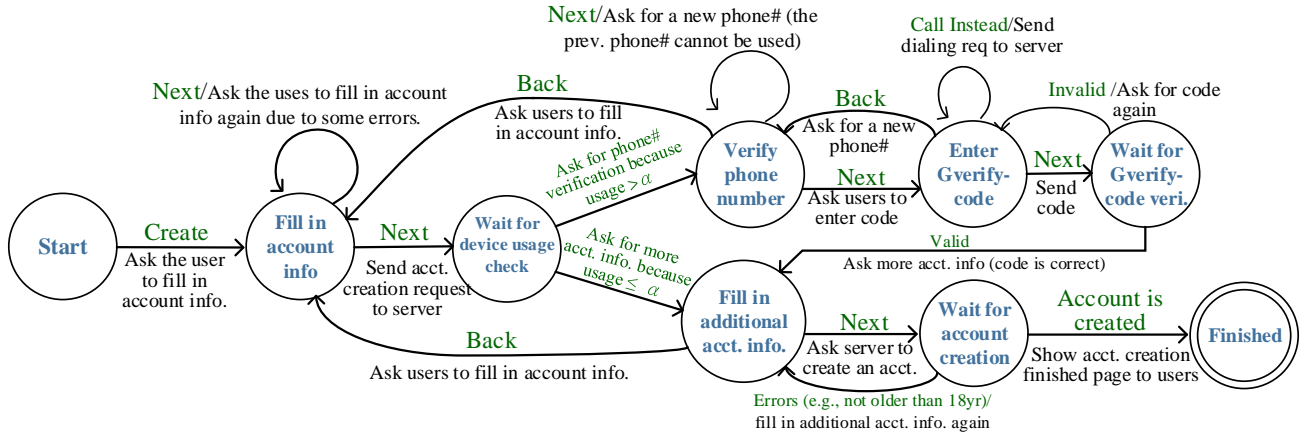 Next/Ask for a new phone# (the
prev. phone# cannot be used)
Call Instead/Send
dialing req to server
Next/Ask the uses to fill in account
info again due to some errors.
Back
Ask users to fill
in account info.
Back
Ask for a new
phone#
Invalid /Ask for code
again
Ask for phone#
verification because
usage > α
Verify
phone
number
Next
Ask users to
enter code
Enter
Gverify-
code
Next
Send
code
Wait for
Gverify-
code veri.
Start
Create
Ask the user
to fill in
account info.
Fill in
account
info
Next
Send acct.
creation request
to server
Wait for
device usage
check
Ask for more
acct. info. because
usage ≤ α
Valid
Ask more acct. info (code is correct)
Back
Ask users to fill in account info.
Fill in
additional
acct. info.
Next
Ask server to
create an acct.
Wait for
account
creation
Account is
created
Show acct. creation
finished page to users
Finished
Errors (e.g., not older than 18yr)/
fill in additional acct. info. again